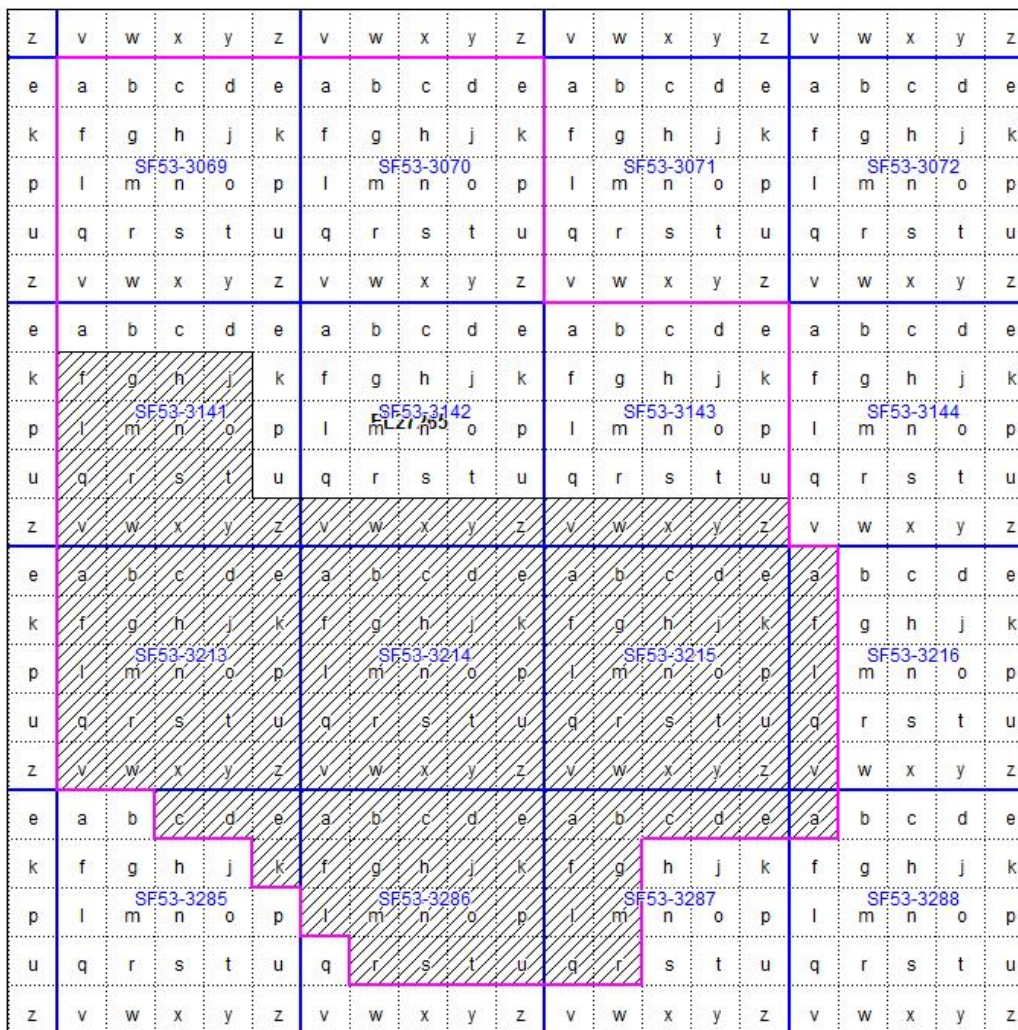 z v w x y z v w x y z v w x y z v w x y z
e a b c d e a b c d e a b c d e a b c d e
k f g h j k f g h j k f g h j k f g h j k
SF53-3069 SF53-3070 SF53-3071 SF53-3072
p l m n o p l m n o p l m n o p l m n o p
u q r s t u q r s t u q r s t u q r s t u
z v w x y z v w x y z v w x y z v w x y z
e a b c d e a b c d e a b c d e a b c d e
k f g h j k f g h j k f g h j k f g h j k
SF53-3141 SF53-3142 SF53-3143 SF53-3144
EL27765
p l m n o p l m n o p l m n o p l m n o p
u q r s t u q r s t u q r s t u q r s t u
z v w x y z v w x y z v w x y z v w x y z
e a b c d e a b c d e a b c d e a b c d e
k f g h j k f g h j k f g h j k f g h j k
SF53-3213 SF53-3214 SF53-3215 SF53-3216
p l m n o p l m n o p l m n o p l m n o p
u q r s t u q r s t u q r s t u q r s t u
z v w x y z v w x y z v w x y z v w x y z
e a b c d e a b c d e a b c d e a b c d e
k f g h j k f g h j k f g h j k f g h j k
SF53-3285 SF53-3286 SF53-3287 SF53-3288
p l m n o p l m n o p l m n o p l m n o p
u q r s t u q r s t u q r s t u q r s t u
z v w x y z v w x y z v w x y z v w x y z